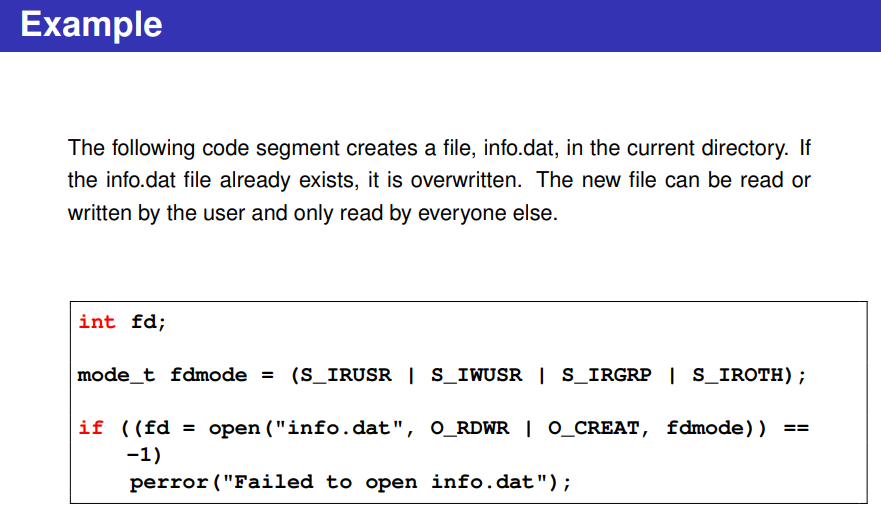 Example
The following code segment creates a file, info.dat, in the current directory. If
the info.dat file already exists, it is overwritten. The new file can be read or
written by the user and only read by everyone else.
int fd;
mode_t fdmode = (S_IRUSR | S_IWUSR | S_IRGRP | S_IROTH);
if ((fd = open("info.dat", O_RDWR | O_CREAT, fdmode)) ==
-1)
perror("Failed to open info.dat");